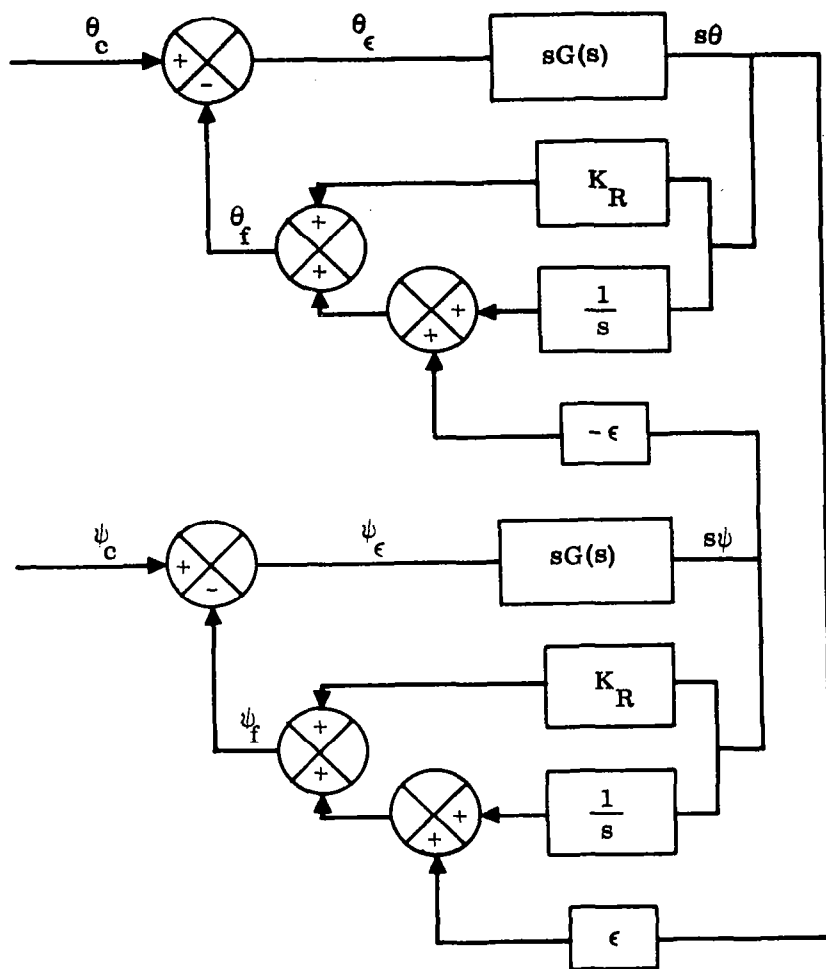 θc
+
-
θϵ
sG(s)
sθ
KR
θf
+
+
+
+
1/s
-ϵ
ψc
+
-
ψϵ
sG(s)
sψ
KR
ψf
+
+
+
+
1/s
ϵ